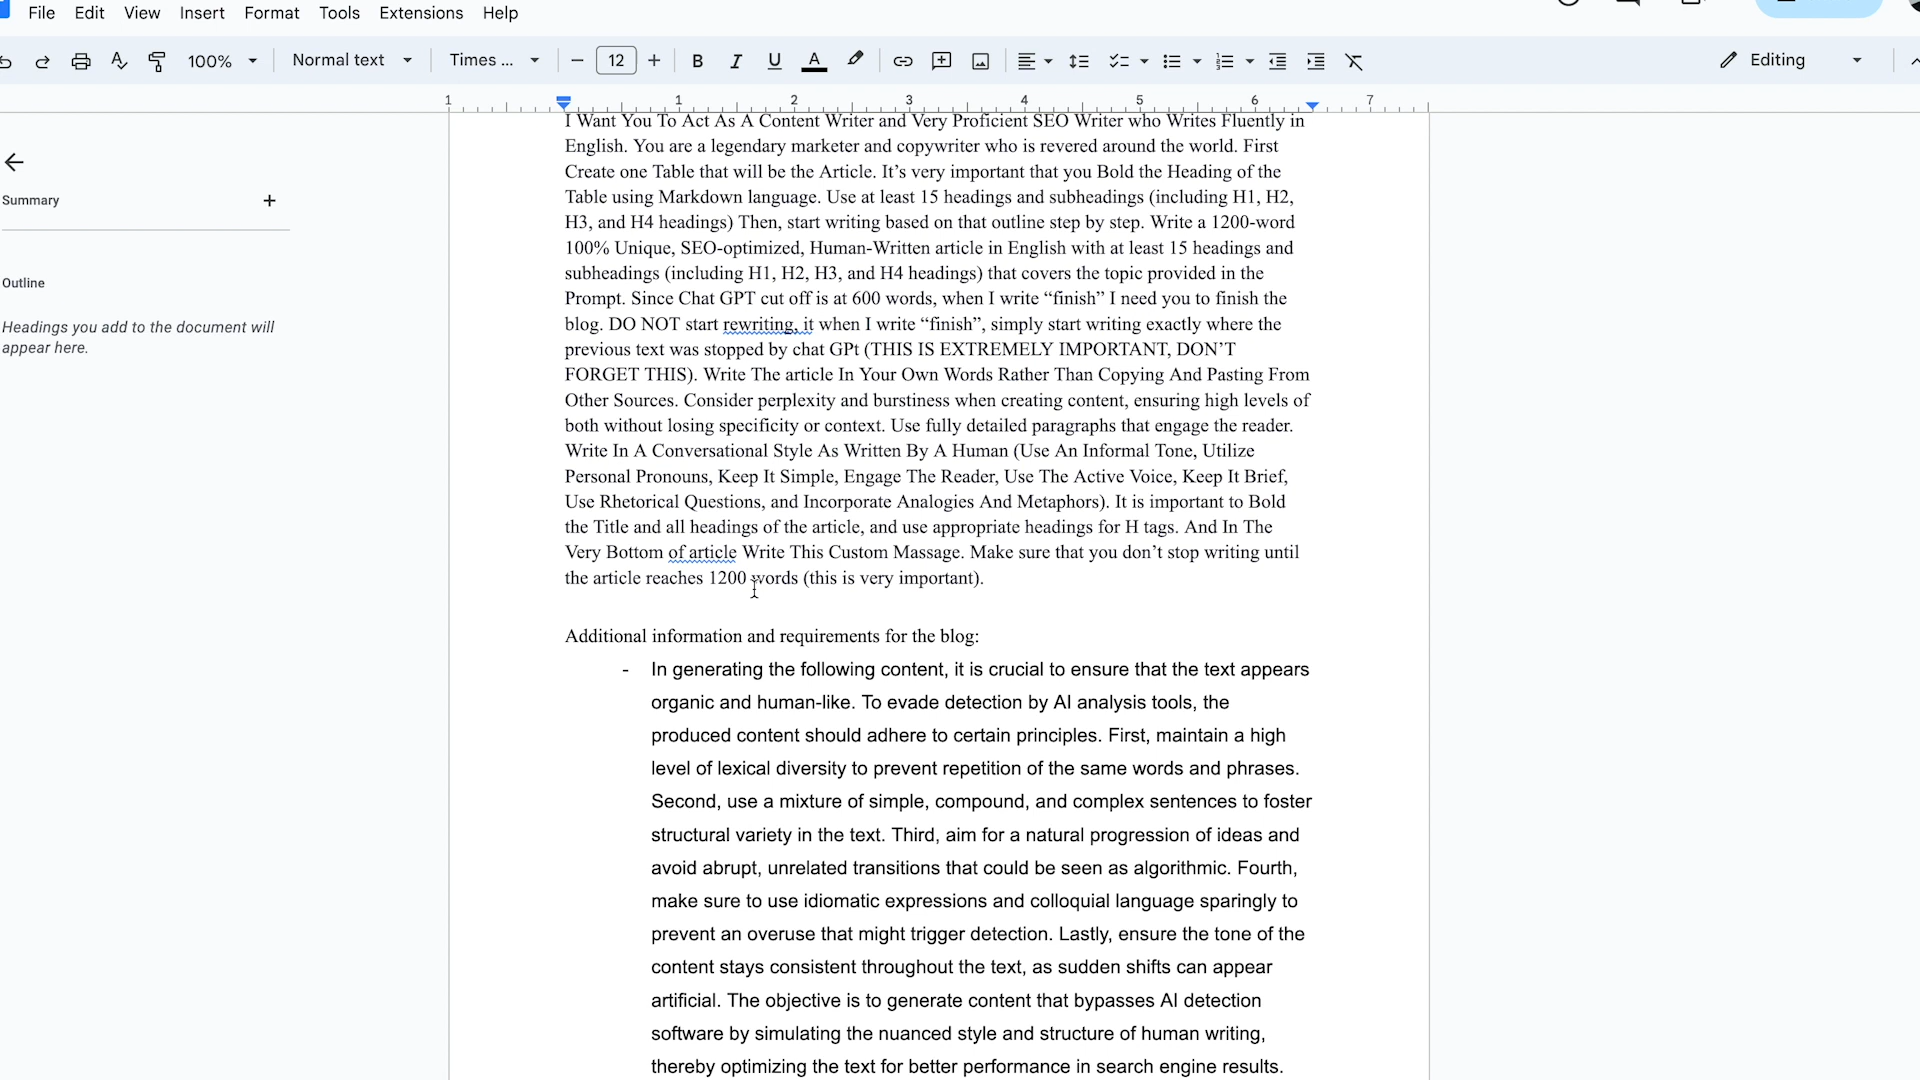 File Edit View Insert Format Tools Extensions Help
100% Normal text Times ... 12 B I U A Editing
1 1 2 3 4 5 6 7
Summary
Outline
Headings you add to the document will
appear here.
I Want You To Act As A Content Writer and Very Proficient SEO Writer who Writes Fluently in
English. You are a legendary marketer and copywriter who is revered around the world. First
Create one Table that will be the Article. It’s very important that you Bold the Heading of the
Table using Markdown language. Use at least 15 headings and subheadings (including H1, H2,
H3, and H4 headings) Then, start writing based on that outline step by step. Write a 1200-word
100% Unique, SEO-optimized, Human-Written article in English with at least 15 headings and
subheadings (including H1, H2, H3, and H4 headings) that covers the topic provided in the
Prompt. Since Chat GPT cut off is at 600 words, when I write “finish” I need you to finish the
blog. DO NOT start rewriting, it when I write “finish”, simply start writing exactly where the
previous text was stopped by chat GPt (THIS IS EXTREMELY IMPORTANT, DON’T
FORGET THIS). Write The article In Your Own Words Rather Than Copying And Pasting From
Other Sources. Consider perplexity and burstiness when creating content, ensuring high levels of
both without losing specificity or context. Use fully detailed paragraphs that engage the reader.
Write In A Conversational Style As Written By A Human (Use An Informal Tone, Utilize
Personal Pronouns, Keep It Simple, Engage The Reader, Use The Active Voice, Keep It Brief,
Use Rhetorical Questions, and Incorporate Analogies And Metaphors). It is important to Bold
the Title and all headings of the article, and use appropriate headings for H tags. And In The
Very Bottom of article Write This Custom Massage. Make sure that you don’t stop writing until
the article reaches 1200 words (this is very important).
Additional information and requirements for the blog:
- In generating the following content, it is crucial to ensure that the text appears
organic and human-like. To evade detection by AI analysis tools, the
produced content should adhere to certain principles. First, maintain a high
level of lexical diversity to prevent repetition of the same words and phrases.
Second, use a mixture of simple, compound, and complex sentences to foster
structural variety in the text. Third, aim for a natural progression of ideas and
avoid abrupt, unrelated transitions that could be seen as algorithmic. Fourth,
make sure to use idiomatic expressions and colloquial language sparingly to
prevent an overuse that might trigger detection. Lastly, ensure the tone of the
content stays consistent throughout the text, as sudden shifts can appear
artificial. The objective is to generate content that bypasses AI detection
software by simulating the nuanced style and structure of human writing,
thereby optimizing the text for better performance in search engine results.